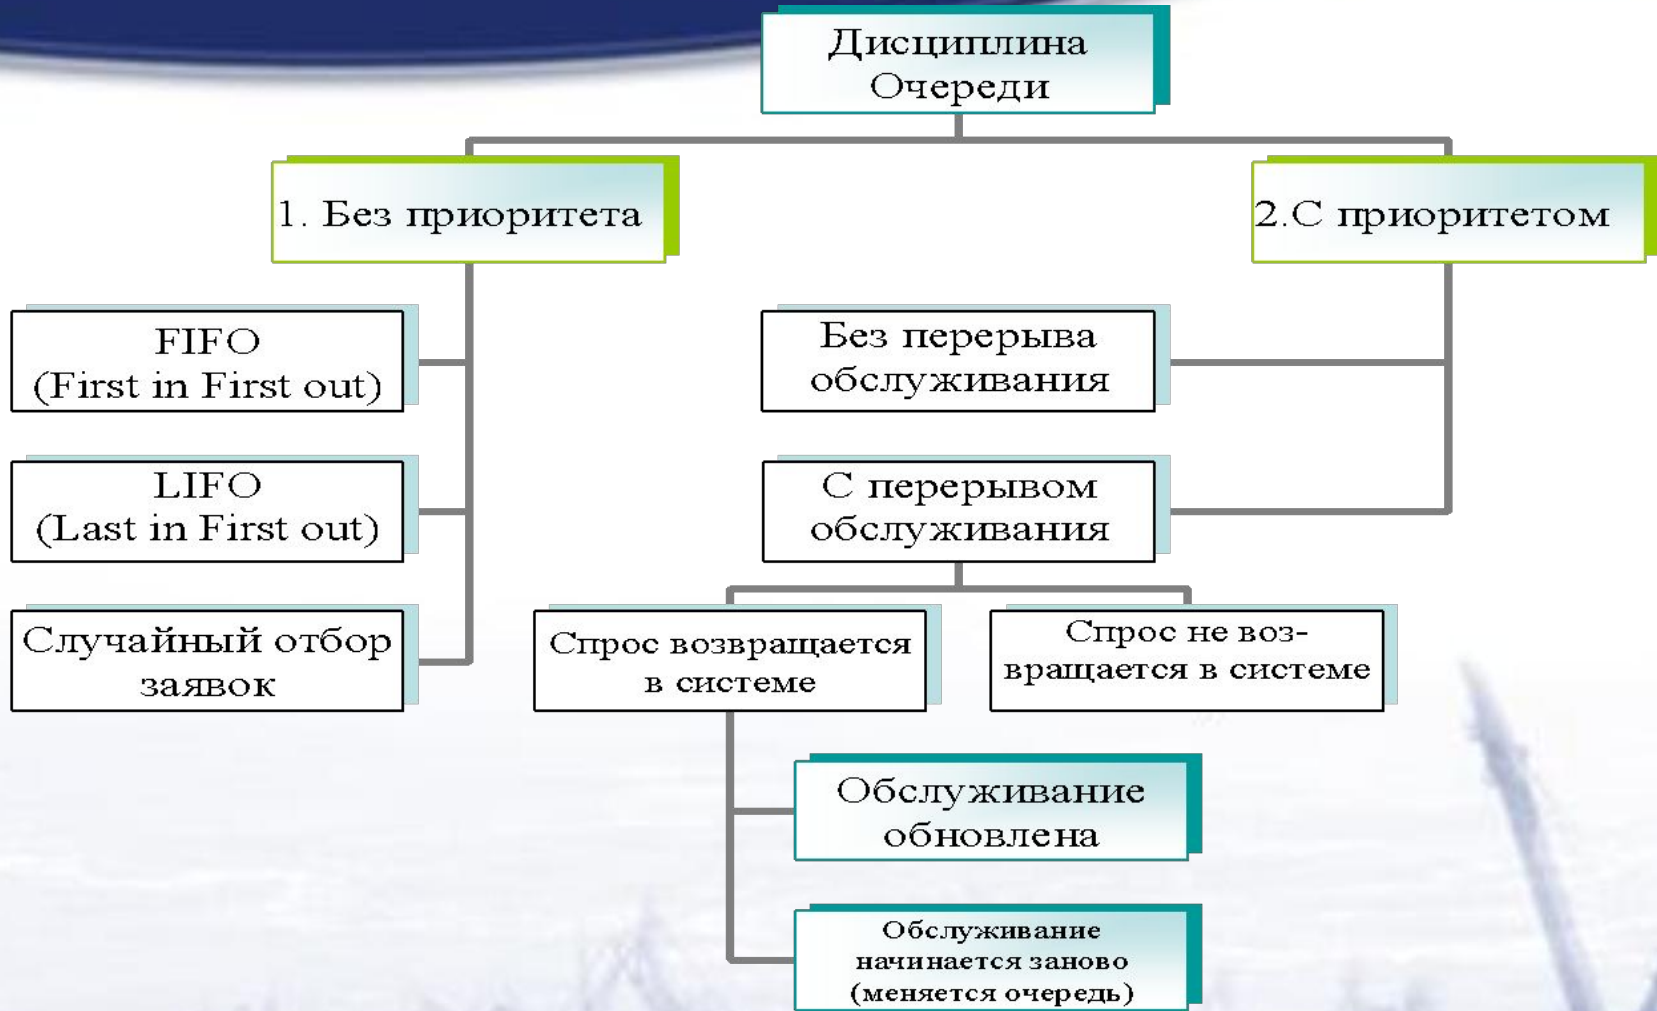 Дисциплина
Очереди
1. Без приоритета
2.С приоритетом
FIFO
(First in First out)
Без перерыва
обслуживания
LIFO
(Last in First out)
С перерывом
обслуживания
Случайный отбор
заявок
Спрос возвращается
в системе
Спрос не воз-
вращается в системе
Обслуживание
обновлена
Обслуживание
начинается заново
(меняется очередь)